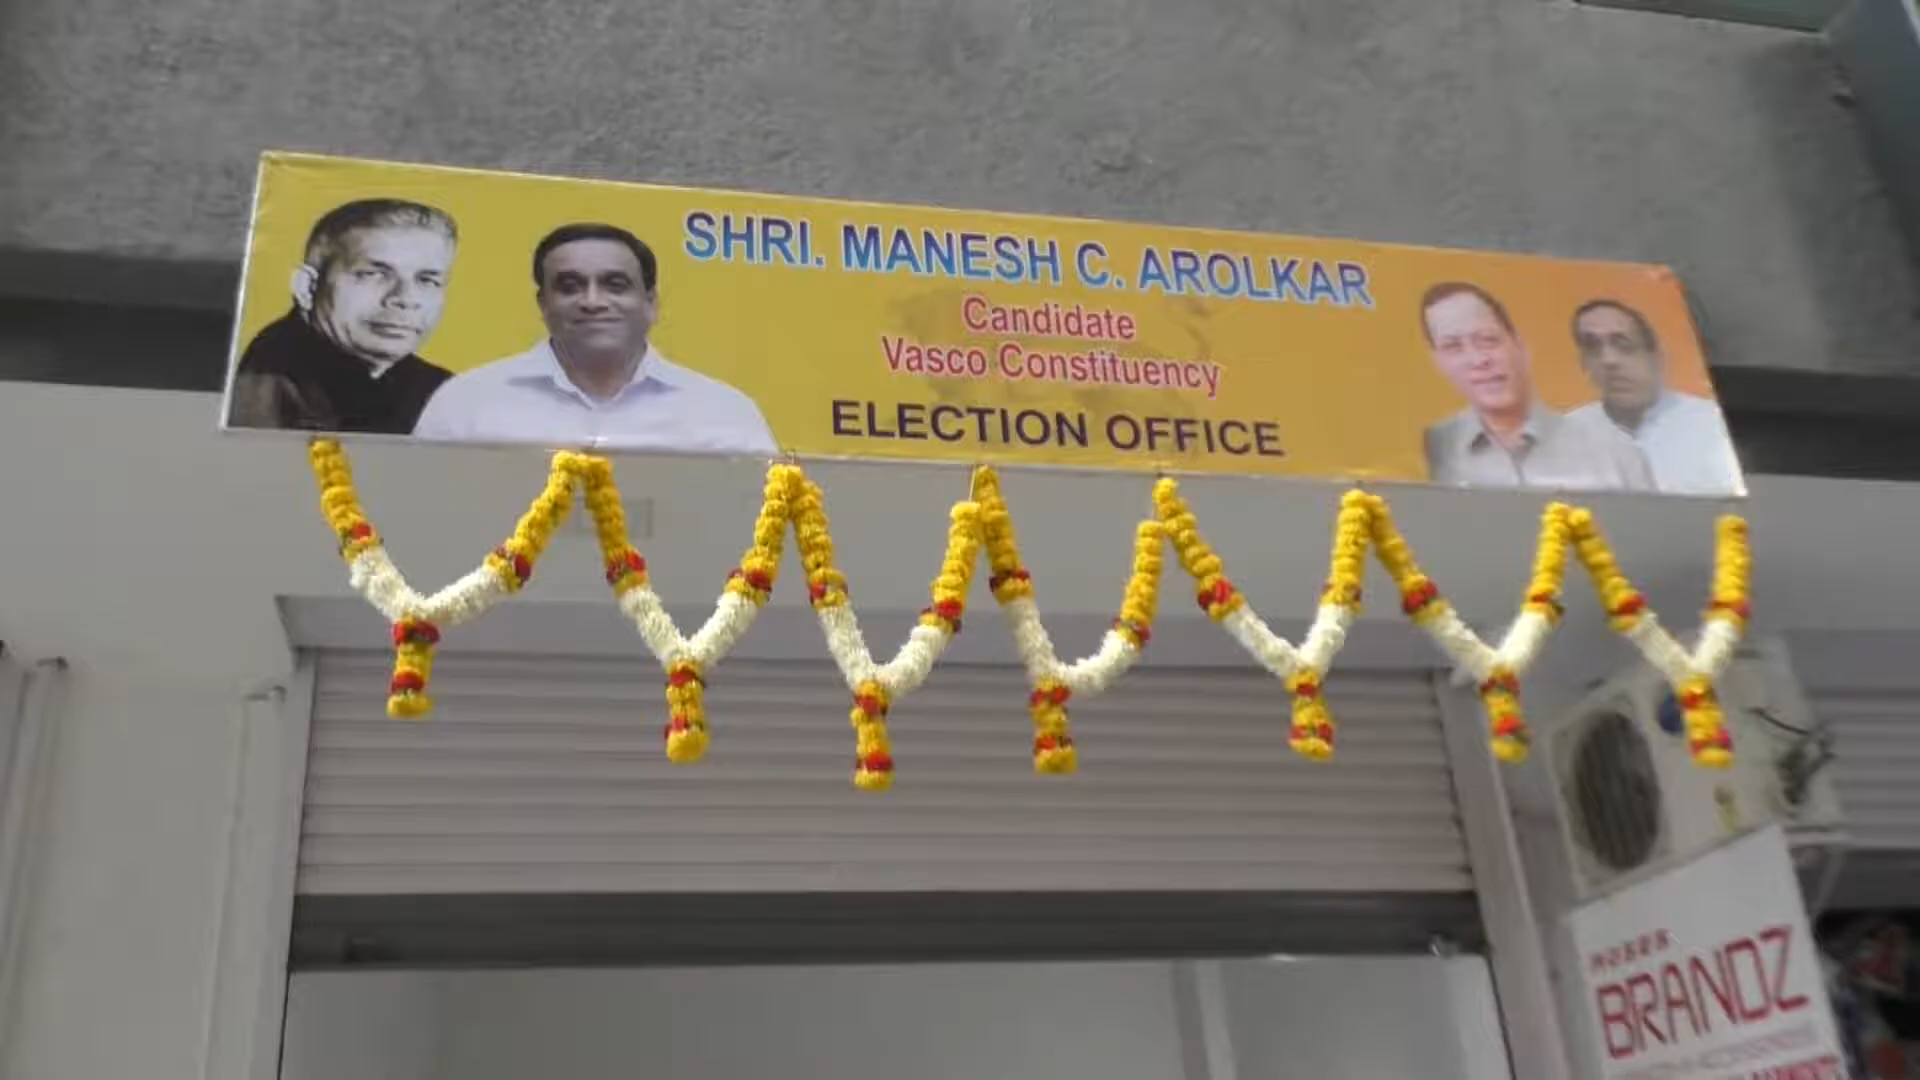 SHRI. MANESH C. AROLKAR
Candidate
Vasco Constituency
ELECTION OFFICE
BRANDZ